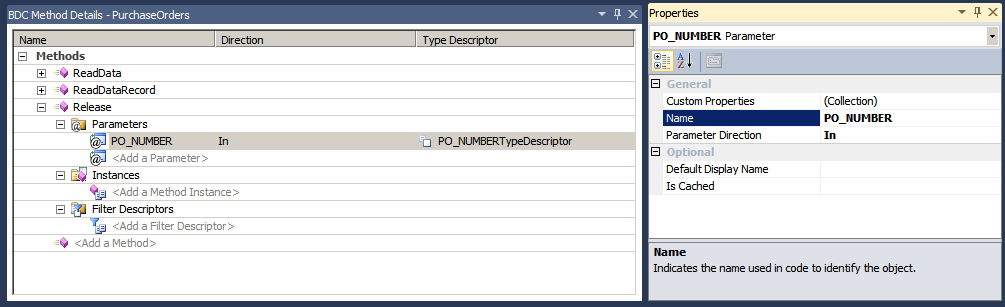 BDC Method Details - PurchaseOrders
Name Direction Type Descriptor
Methods
ReadData
ReadDataRecord
Release
Parameters
PO_NUMBER In PO_NUMBERTypeDescriptor
<Add a Parameter>
Instances
<Add a Method Instance>
Filter Descriptors
<Add a Filter Descriptor>
<Add a Method>
Properties
PO_NUMBER Parameter
General
Custom Properties (Collection)
Name PO_NUMBER
Parameter Direction In
Optional
Default Display Name
Is Cached
Name
Indicates the name used in code to identify the object.